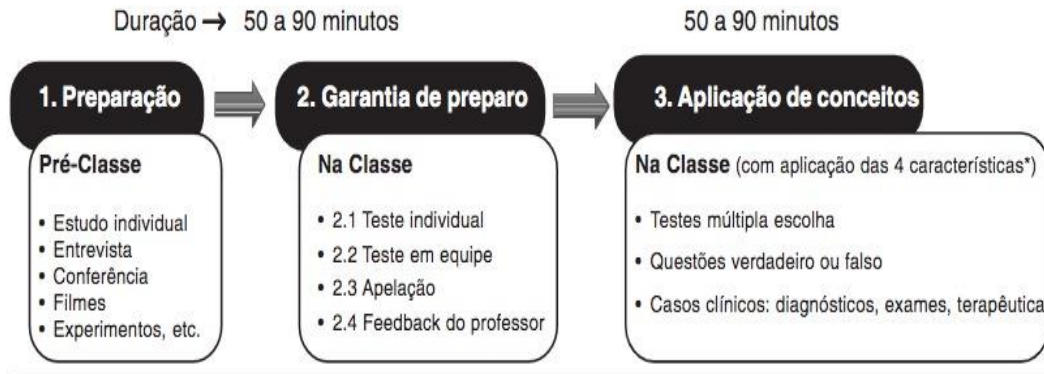 Duração → 50 a 90 minutos
50 a 90 minutos
1. Preparação
Pré-Classe
• Estudo individual
• Entrevista
• Conferência
• Filmes
• Experimentos, etc.
2. Garantia de preparo
Na Classe
• 2.1 Teste individual
• 2.2 Teste em equipe
• 2.3 Apelação
• 2.4 Feedback do professor
3. Aplicação de conceitos
Na Classe (com aplicação das 4 características*)
• Testes múltipla escolha
• Questões verdadeiro ou falso
• Casos clínicos: diagnósticos, exames, terapêutica